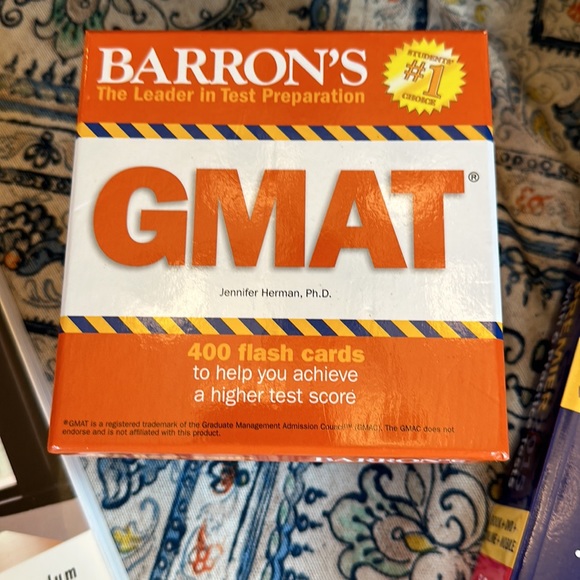 BARRON'S
The Leader in Test Preparation
STUDENTS'
#1
CHOICE
GMAT®
Jennifer Herman, Ph.D.
400 flash cards
to help you achieve
a higher test score
®GMAT is a registered trademark of the Graduate Management Admission Council™ (GMAC). The GMAC does not
endorse and is not affiliated with this product.